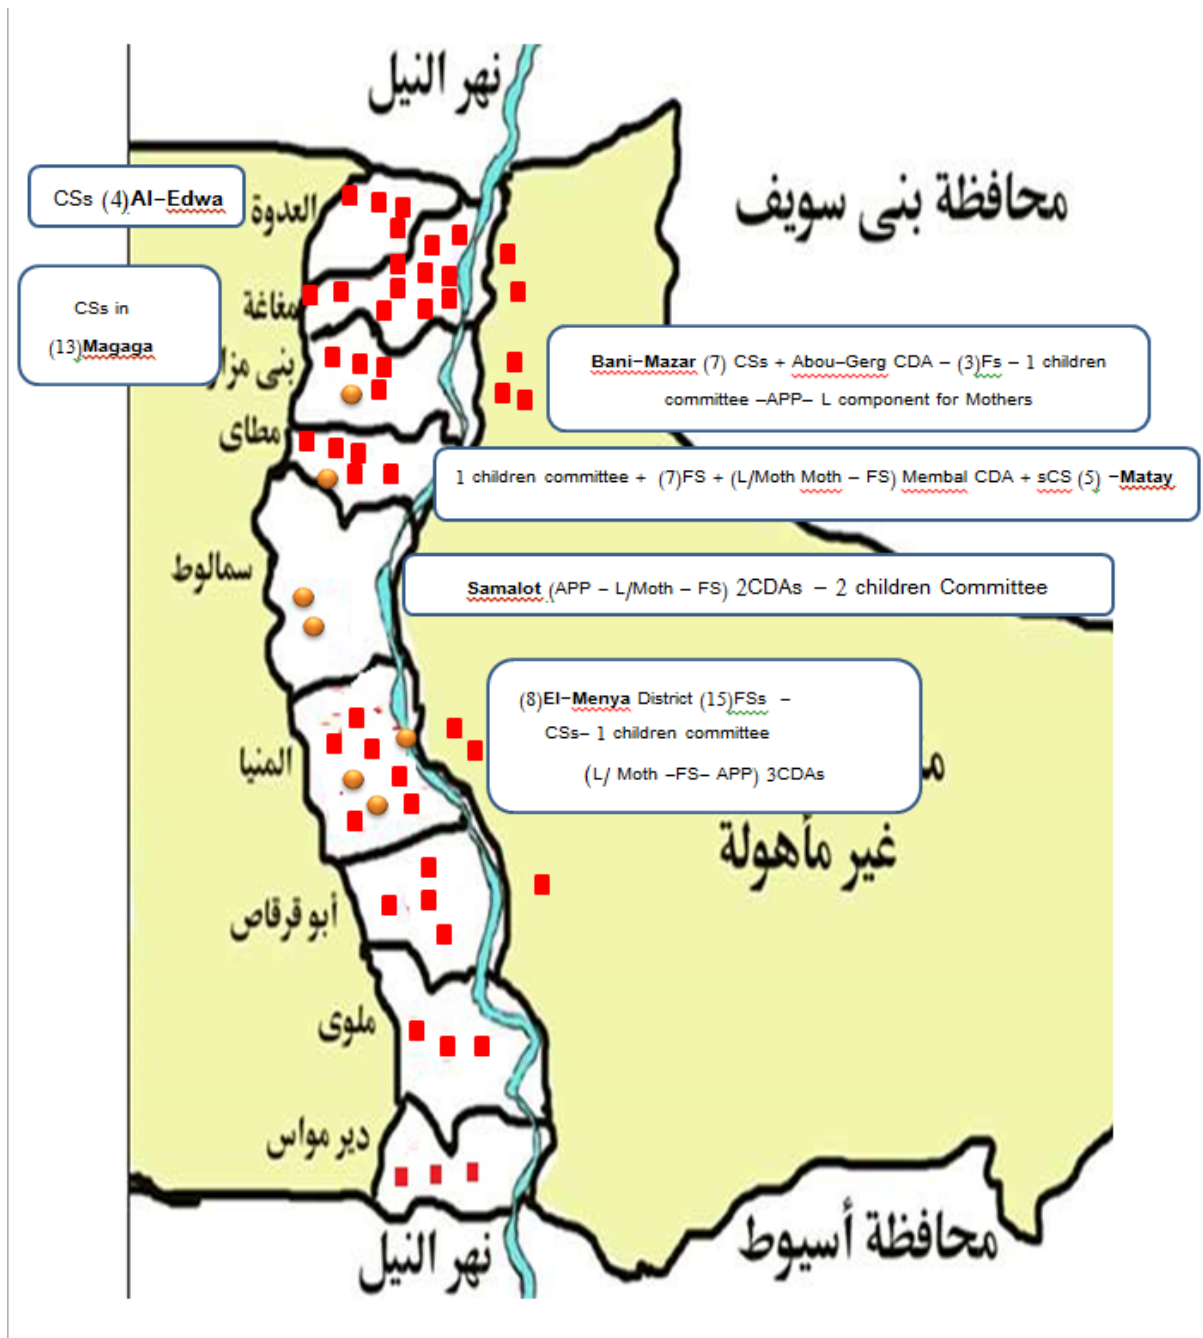 نهر النيل
محافظة بنى سويف
CSs (4)Al-Edwa
العدوة
CSs in
(13)Magaga
مغاغة
بنى مزار
Bani-Mazar (7) CSs + Abou-Gerg CDA – (3)Fs – 1 children
committee –APP– L component for Mothers
مطاى
1 children committee + (7)FS + (L/Moth Moth – FS) Membal CDA + sCS (5) -Matay
سمالوط
Samalot (APP – L/Moth – FS) 2CDAs – 2 children Committee
(8)El-Menya District (15)FSs –
CSs– 1 children committee
(L/ Moth –FS– APP) 3CDAs
المنيا
غير مأهولة
أبو قرقاص
ملوى
دير مواس
نهر النيل
محافظة أسيوط